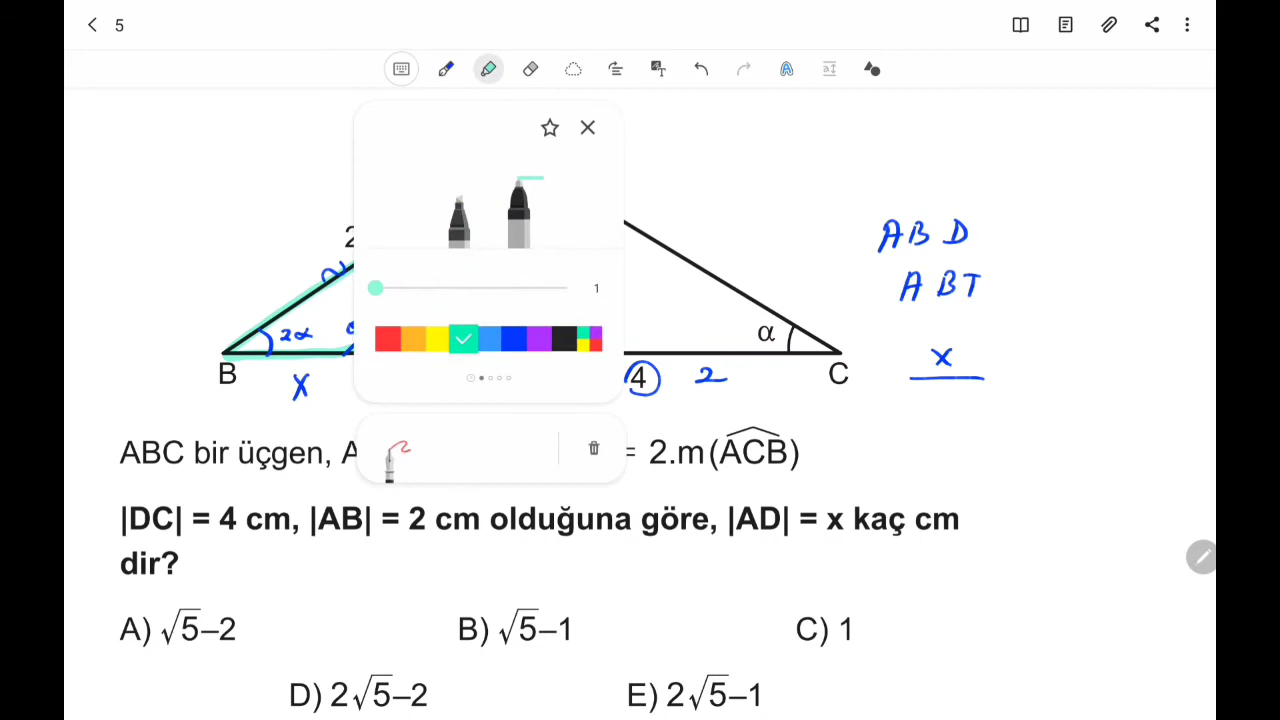 5
1
A B D
A B T
2
2α
α
x
B
X
4
2
C
ABC bir üçgen, A = 2.m(ACB)
|DC| = 4 cm, |AB| = 2 cm olduğuna göre, |AD| = x kaç cm
dir?
A) √5–2 B) √5–1 C) 1
D) 2√5–2 E) 2√5–1